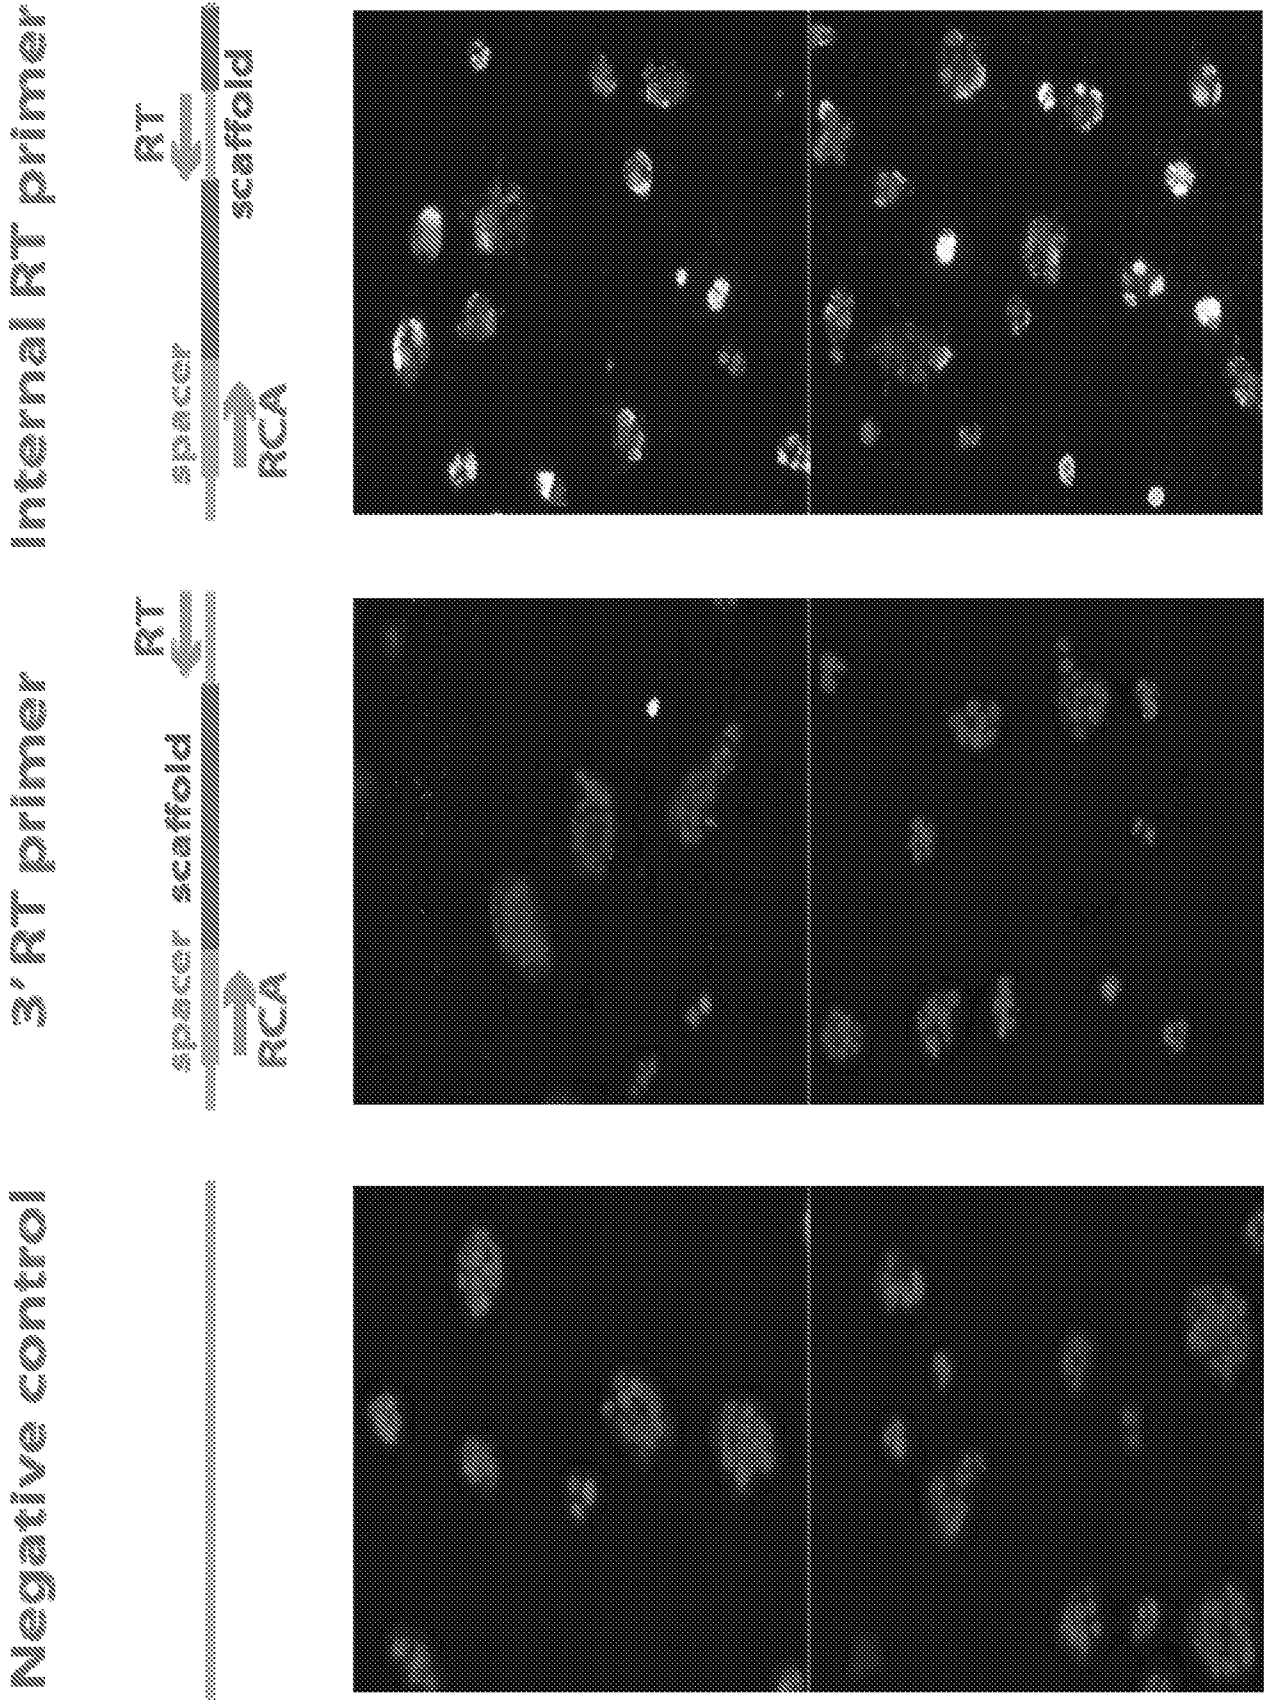 Negative control
3' RT primer
RT
spacer scaffold
RCA
Internal RT primer
RT
spacer
scaffold
RCA